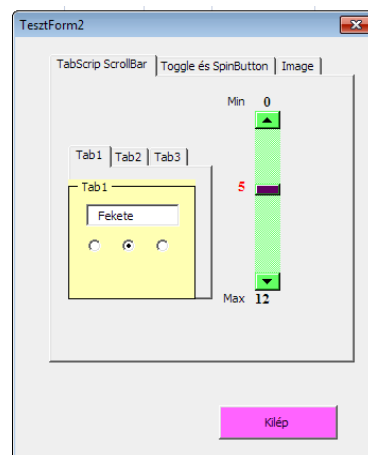 TesztForm2
TabScrip ScrollBar Toggle és SpinButton Image
Min 0
Tab1 Tab2 Tab3
Tab1
5
Fekete
Max 12
Kilép